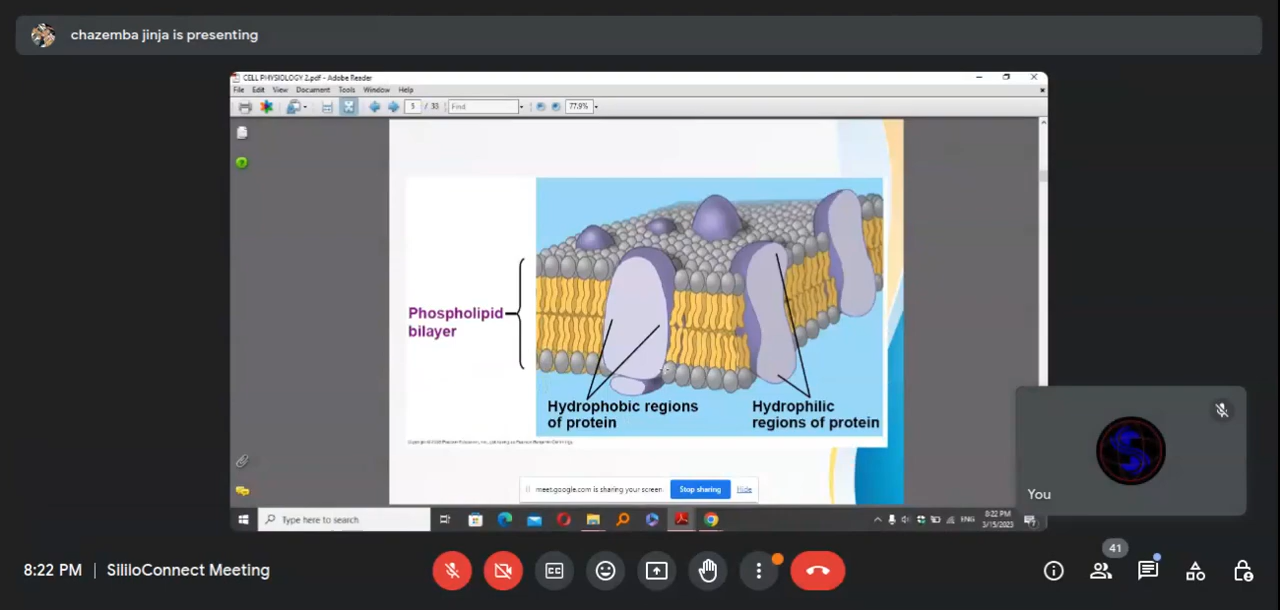 chazemba jinja is presenting
CELL PHYSIOLOGY 2.pdf - Adobe Reader
File Edit View Document Tools Window Help
5 / 33 Find 77.9%
Phospholipid
bilayer
Hydrophobic regions
of protein
Hydrophilic
regions of protein
meet.google.com is sharing your screen. Stop sharing Hide
You
Type here to search
ENG
8:22 PM
3/15/2023
8:22 PM | SillloConnect Meeting
CC
41